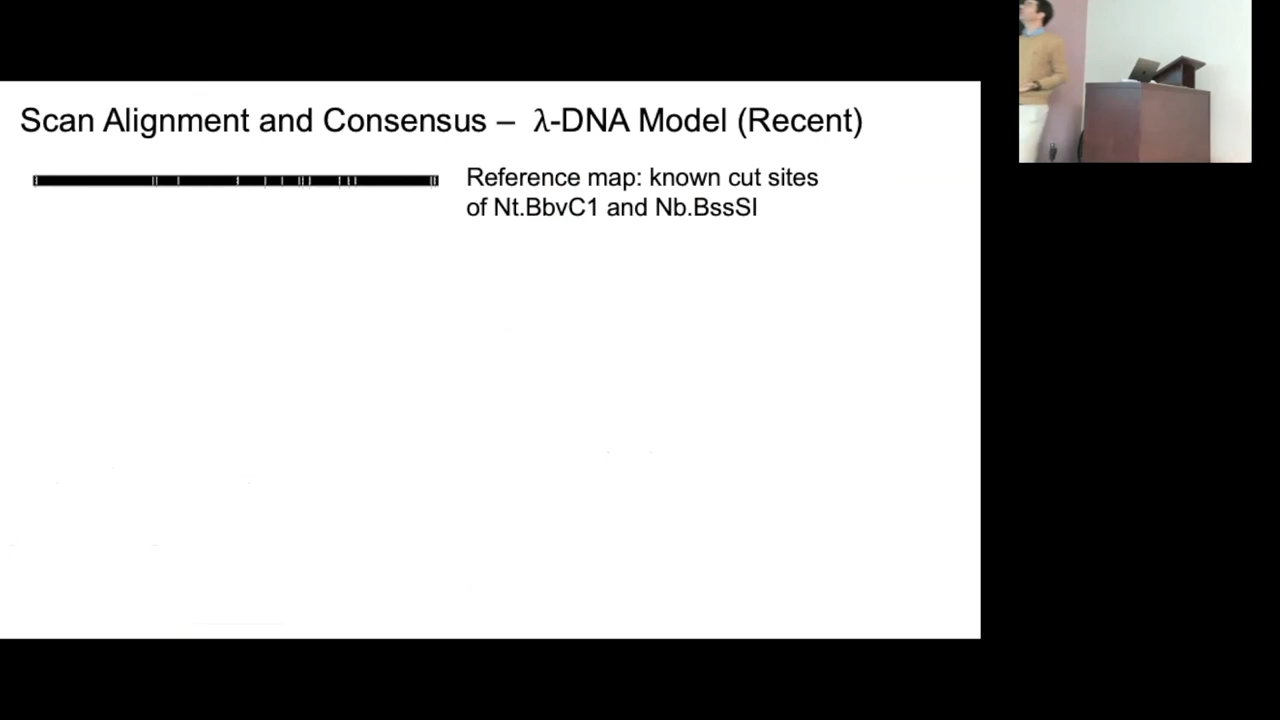 Scan Alignment and Consensus – λ-DNA Model (Recent)
Reference map: known cut sites
of Nt.BbvC1 and Nb.BssSI